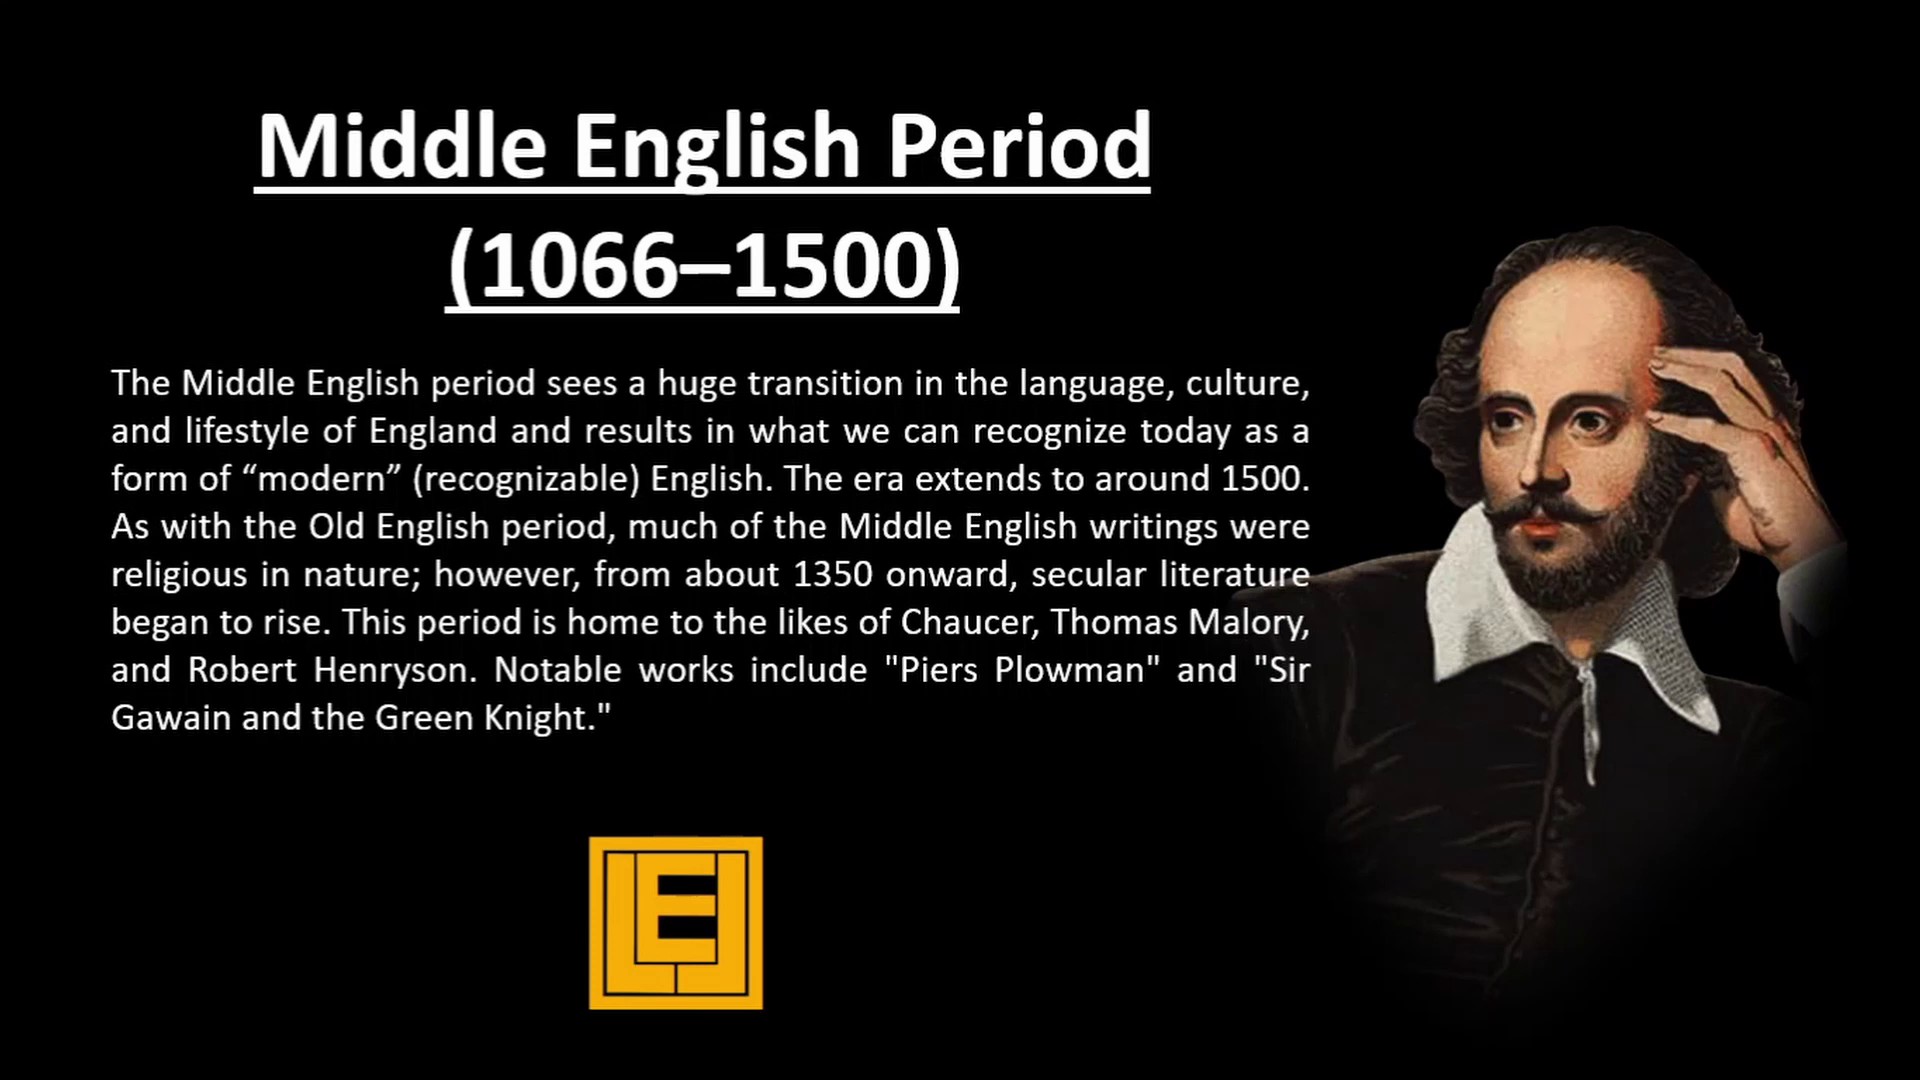 Middle English Period
(1066–1500)
The Middle English period sees a huge transition in the language, culture,
and lifestyle of England and results in what we can recognize today as a
form of “modern” (recognizable) English. The era extends to around 1500.
As with the Old English period, much of the Middle English writings were
religious in nature; however, from about 1350 onward, secular literature
began to rise. This period is home to the likes of Chaucer, Thomas Malory,
and Robert Henryson. Notable works include "Piers Plowman" and "Sir
Gawain and the Green Knight."